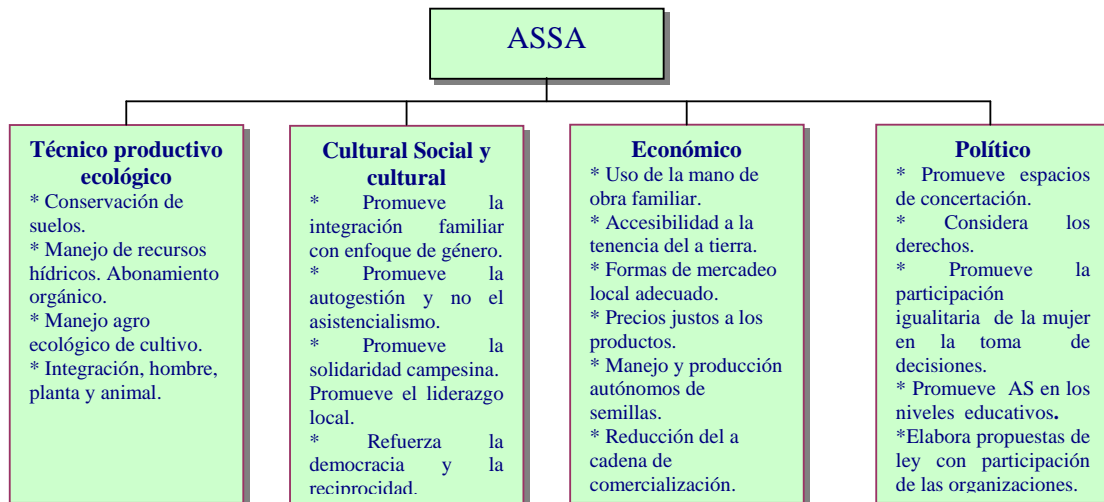 ASSA
Técnico productivo
ecológico
* Conservación de
suelos.
* Manejo de recursos
hídricos. Abonamiento
orgánico.
* Manejo agro
ecológico de cultivo.
* Integración, hombre,
planta y animal.
Cultural Social y
cultural
* Promueve la
integración familiar
con enfoque de género.
* Promueve la
autogestión y no el
asistencialismo.
* Promueve la
solidaridad campesina.
Promueve el liderazgo
local.
* Refuerza la
democracia y la
reciprocidad.
Económico
* Uso de la mano de
obra familiar.
* Accesibilidad a la
tenencia del a tierra.
* Formas de mercadeo
local adecuado.
* Precios justos a los
productos.
* Manejo y producción
autónomos de
semillas.
* Reducción del a
cadena de
comercialización.
Político
* Promueve espacios
de concertación.
* Considera los
derechos.
* Promueve la
participación
igualitaria de la mujer
en la toma de
decisiones.
* Promueve AS en los
niveles educativos.
*Elabora propuestas de
ley con participación
de las organizaciones.